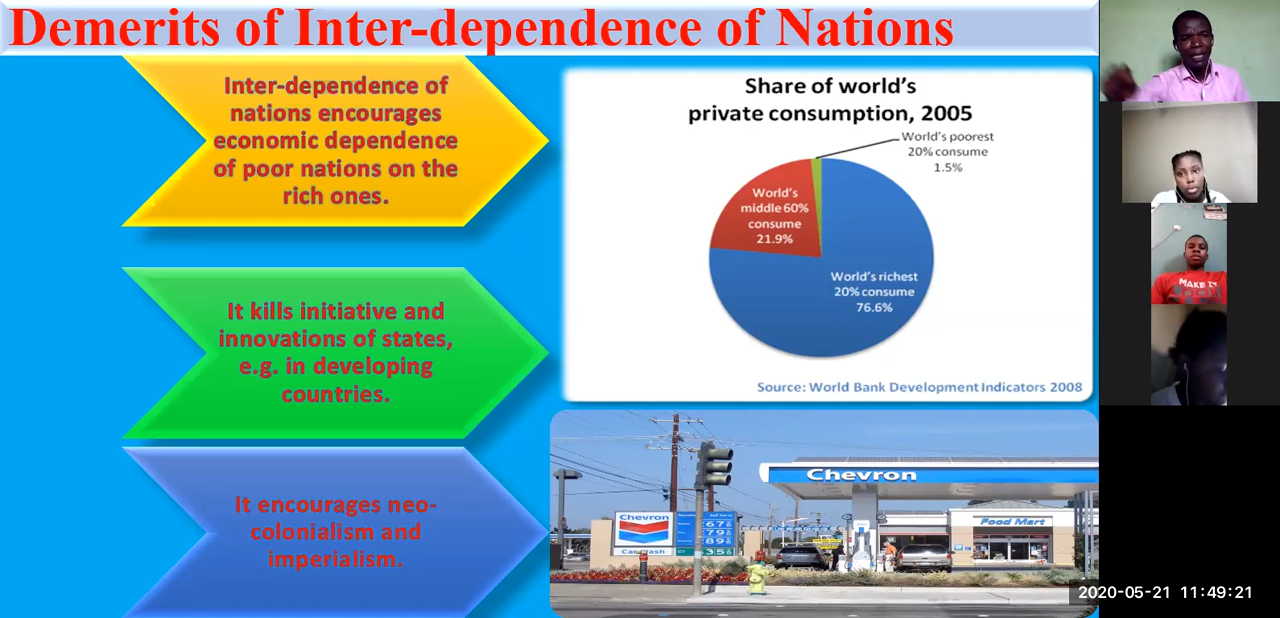 Demerits of Inter-dependence of Nations
Inter-dependence of
nations encourages
economic dependence
of poor nations on the
rich ones.
It kills initiative and
innovations of states,
e.g. in developing
countries.
It encourages neo-
colonialism and
imperialism.
Share of world's
private consumption, 2005
World's poorest
20% consume
1.5%
World's
middle 60%
consume
21.9%
World's richest
20% consume
76.6%
Source: World Bank Development Indicators 2008
Chevron
Chevron
Food Mart
MAKE IT
2020-05-21 11:49:21